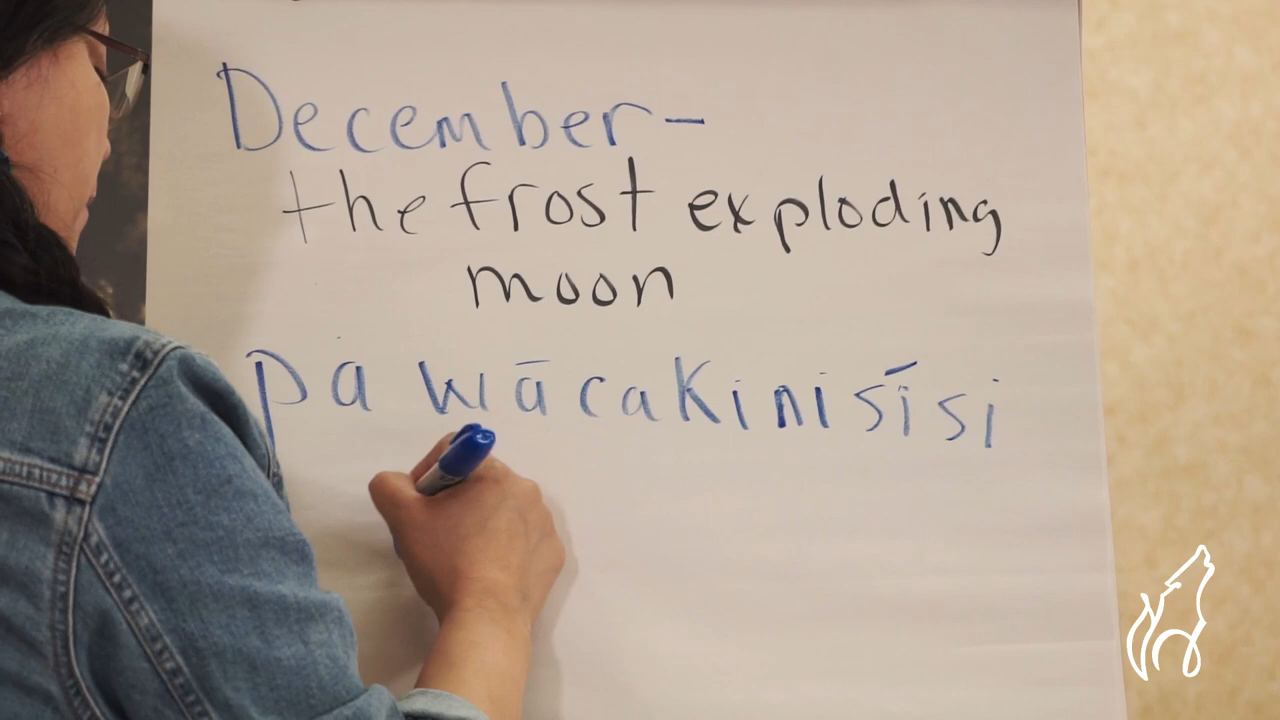 December-
the frost exploding
moon
pawācakinisīsi